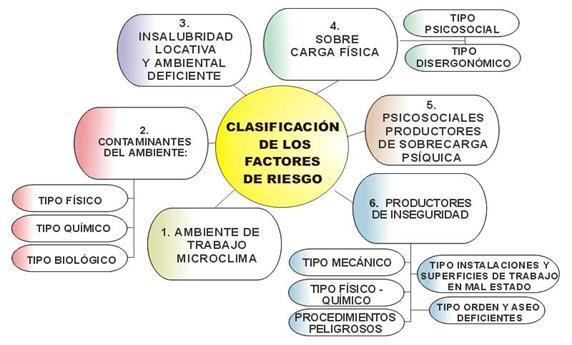 CLASIFICACIÓN
DE LOS
FACTORES
DE RIESGO
1. AMBIENTE DE
TRABAJO
MICROCLIMA
2.
CONTAMINANTES
DEL AMBIENTE:
TIPO FÍSICO
TIPO QUÍMICO
TIPO BIOLÓGICO
3.
INSALUBRIDAD
LOCATIVA
Y AMBIENTAL
DEFICIENTE
4.
SOBRE
CARGA FÍSICA
TIPO
PSICOSOCIAL
TIPO
DISERGONÓMICO
5.
PSICOSOCIALES
PRODUCTORES
DE SOBRECARGA
PSÍQUICA
6. PRODUCTORES
DE INSEGURIDAD
TIPO MECÁNICO
TIPO FÍSICO -
QUÍMICO
PROCEDIMIENTOS
PELIGROSOS
TIPO INSTALACIONES Y
SUPERFICIES DE TRABAJO
EN MAL ESTADO
TIPO ORDEN Y ASEO
DEFICIENTES